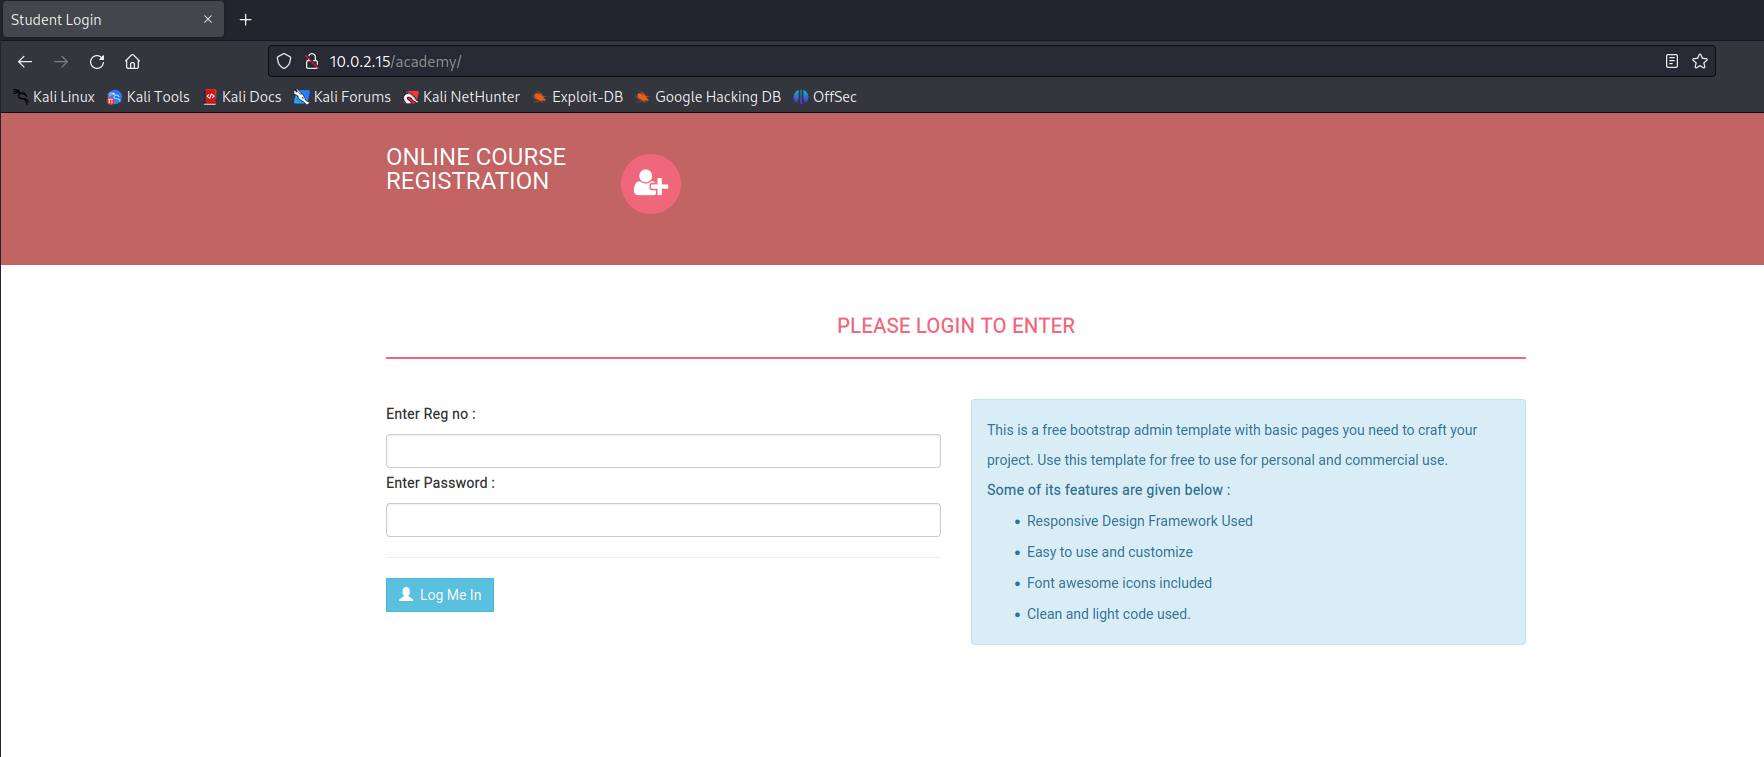 Student Login
10.0.2.15/academy/
Kali Linux Kali Tools Kali Docs Kali Forums Kali NetHunter Exploit-DB Google Hacking DB OffSec
ONLINE COURSE
REGISTRATION
PLEASE LOGIN TO ENTER
Enter Reg no :
Enter Password :
Log Me In
This is a free bootstrap admin template with basic pages you need to craft your
project. Use this template for free to use for personal and commercial use.
Some of its features are given below :
• Responsive Design Framework Used
• Easy to use and customize
• Font awesome icons included
• Clean and light code used.